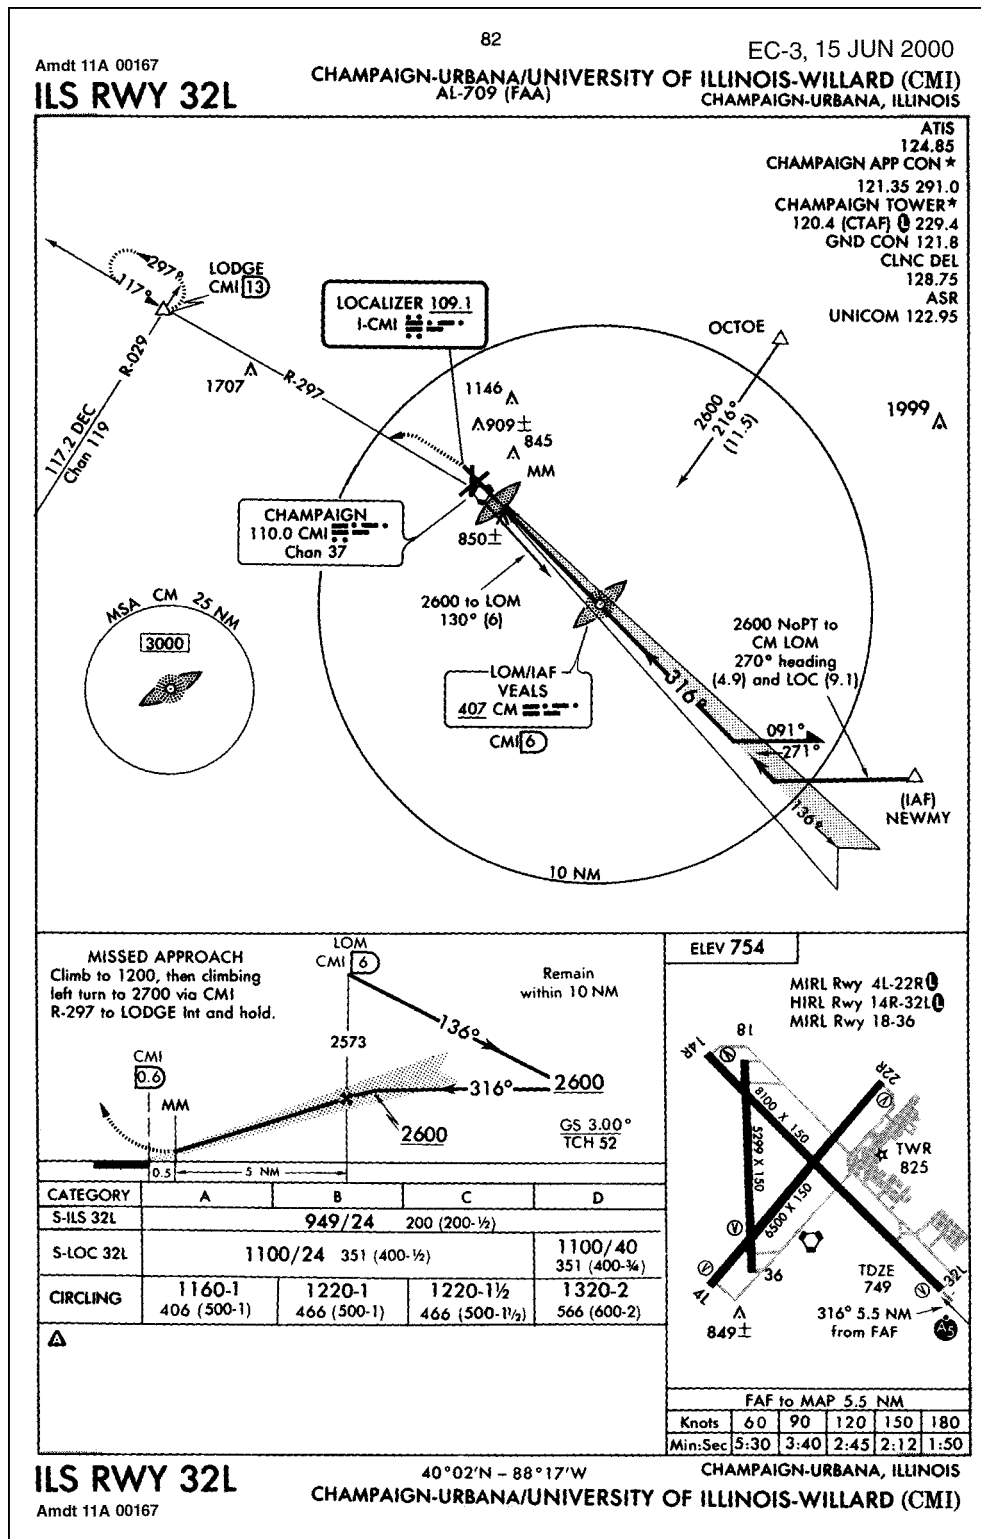 82
EC-3, 15 JUN 2000
Amdt 11A 00167
ILS RWY 32L
CHAMPAIGN-URBANA/UNIVERSITY OF ILLINOIS-WILLARD (CMI)
AL-709 (FAA)
CHAMPAIGN-URBANA, ILLINOIS
ATIS
124.85
CHAMPAIGN APP CON ★
121.35 291.0
CHAMPAIGN TOWER★
120.4 (CTAF) L 229.4
GND CON 121.8
CLNC DEL
128.75
ASR
UNICOM 122.95
297°
117°
LODGE
CMI 13
R-029
117.2 DEC
Chan 119
1707
R-297
LOCALIZER 109.1
I-CMI
1146
909±
845
MM
OCTOE
2600
216°
(11.5)
1999
CHAMPAIGN
110.0 CMI
Chan 37
850±
2600 to LOM
130° (6)
MSA CM 25 NM
3000
LOM/IAF
VEALS
407 CM
CMI 6
2600 NoPT to
CM LOM
270° heading
(4.9) and LOC (9.1)
316°
091°
271°
136°
(IAF)
NEWMY
10 NM
MISSED APPROACH
Climb to 1200, then climbing
left turn to 2700 via CMI
R-297 to LODGE Int and hold.
LOM
CMI 6
Remain
within 10 NM
136°
2573
CMI
0.6
MM
316°
2600
2600
GS 3.00°
TCH 52
0.5
5 NM
CATEGORY A B C D
S-ILS 32L 949/24 200 (200-½)
S-LOC 32L 1100/24 351 (400-½) 1100/40
351 (400-¾)
CIRCLING 1160-1 1220-1 1220-1½ 1320-2
406 (500-1) 466 (500-1) 466 (500-1½) 566 (600-2)
A
ELEV 754
MIRL Rwy 4L-22R L
HIRL Rwy 14R-32L L
MIRL Rwy 18-36
18
14R
22R
V
V
8100 X 150
5299 X 150
6500 X 150
TWR
825
V
V
V
36
4L
32L
TDZE
749
849±
316° 5.5 NM
from FAF
A5
FAF to MAP 5.5 NM
Knots 60 90 120 150 180
Min:Sec 5:30 3:40 2:45 2:12 1:50
ILS RWY 32L
Amdt 11A 00167
40°02'N – 88°17'W
CHAMPAIGN-URBANA, ILLINOIS
CHAMPAIGN-URBANA/UNIVERSITY OF ILLINOIS-WILLARD (CMI)